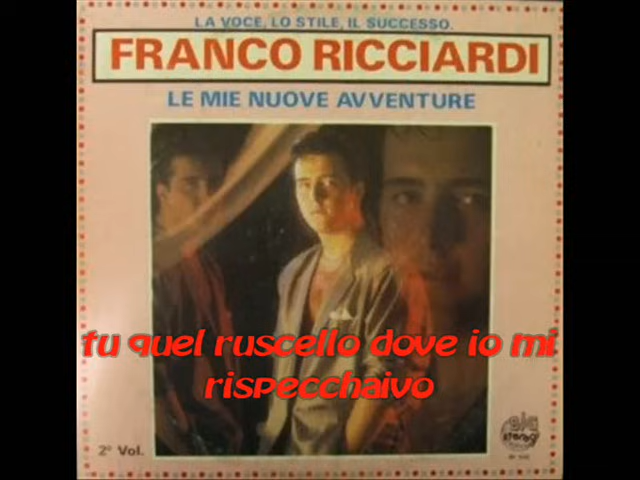 LA VOCE, LO STILE, IL SUCCESSO.
FRANCO RICCIARDI
LE MIE NUOVE AVVENTURE
tu quel ruscello dove io mi
rispecchaivo
2° Vol.
stereo